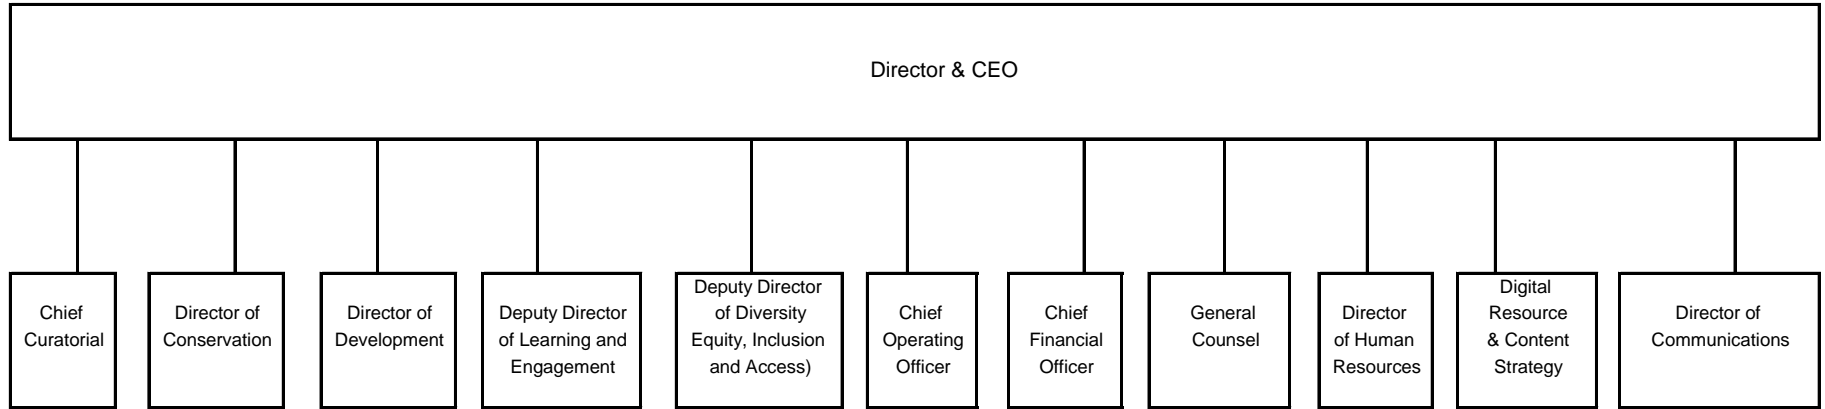 Director & CEO
Chief
Curatorial
Director of
Conservation
Director of
Development
Deputy Director
of Learning and
Engagement
Deputy Director
of Diversity
Equity, Inclusion
and Access)
Chief
Operating
Officer
Chief
Financial
Officer
General
Counsel
Director
of Human
Resources
Digital
Resource
& Content
Strategy
Director of
Communications